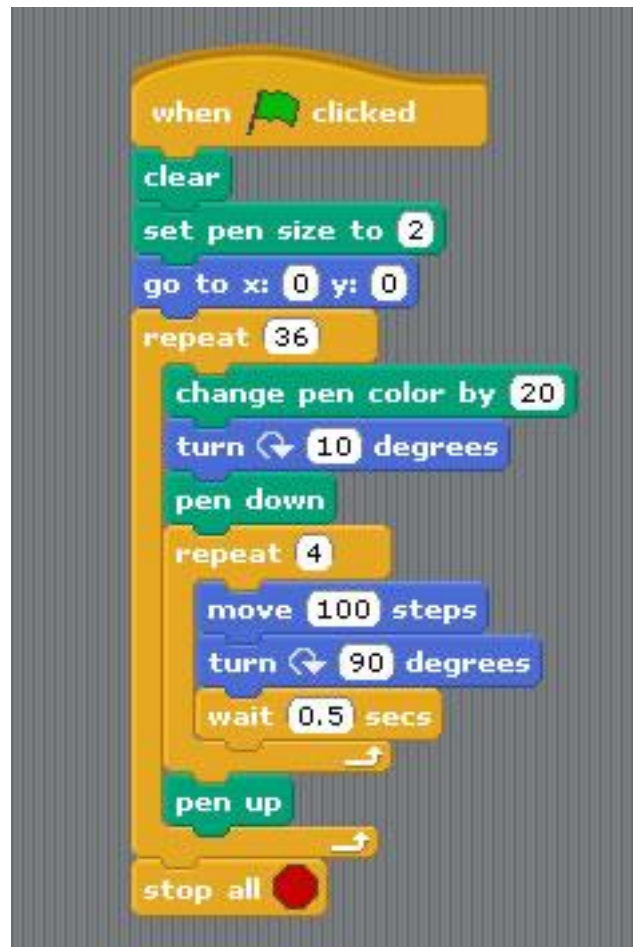 when clicked
clear
set pen size to 2
go to x: 0 y: 0
repeat 36
change pen color by 20
turn 10 degrees
pen down
repeat 4
move 100 steps
turn 90 degrees
wait 0.5 secs
pen up
stop all